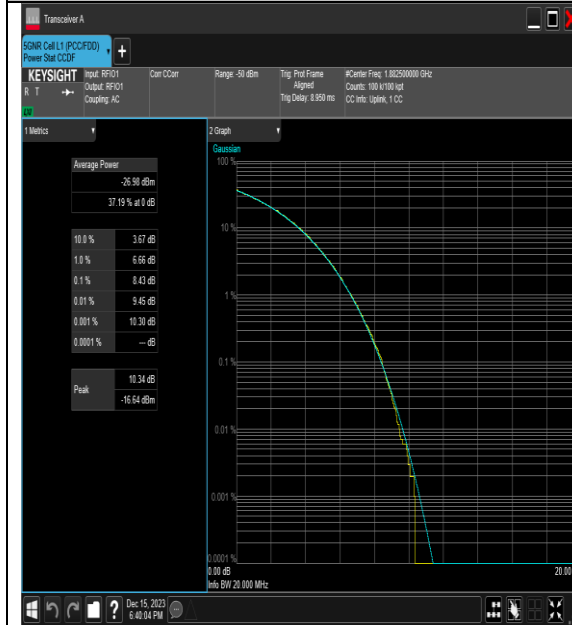 Transceiver A
5GNR Cell L1 (PCC/FDD)
Power Stat CCDF
KEYSIGHT
R T
Input: RFIO1
Output: RFIO1
Coupling: AC
Corr CCorr
Range: -50 dBm
Trig: Prot Frame
Aligned
Trig Delay: 8.950 ms
#Center Freq: 1.882500000 GHz
Counts: 100 k/100 kpt
CC Info: Uplink, 1 CC
1 Metrics
Average Power
-26.98 dBm
37.19 % at 0 dB
10.0 % 3.67 dB
1.0 % 6.66 dB
0.1 % 8.43 dB
0.01 % 9.45 dB
0.001 % 10.30 dB
0.0001 % --- dB
Peak
10.34 dB
-16.64 dBm
2 Graph
Gaussian
100 %
10 %
1 %
0.1 %
0.01 %
0.001 %
0.0001 %
0.00 dB
20.00
Info BW 20.000 MHz
Dec 15, 2023
6:40:04 PM